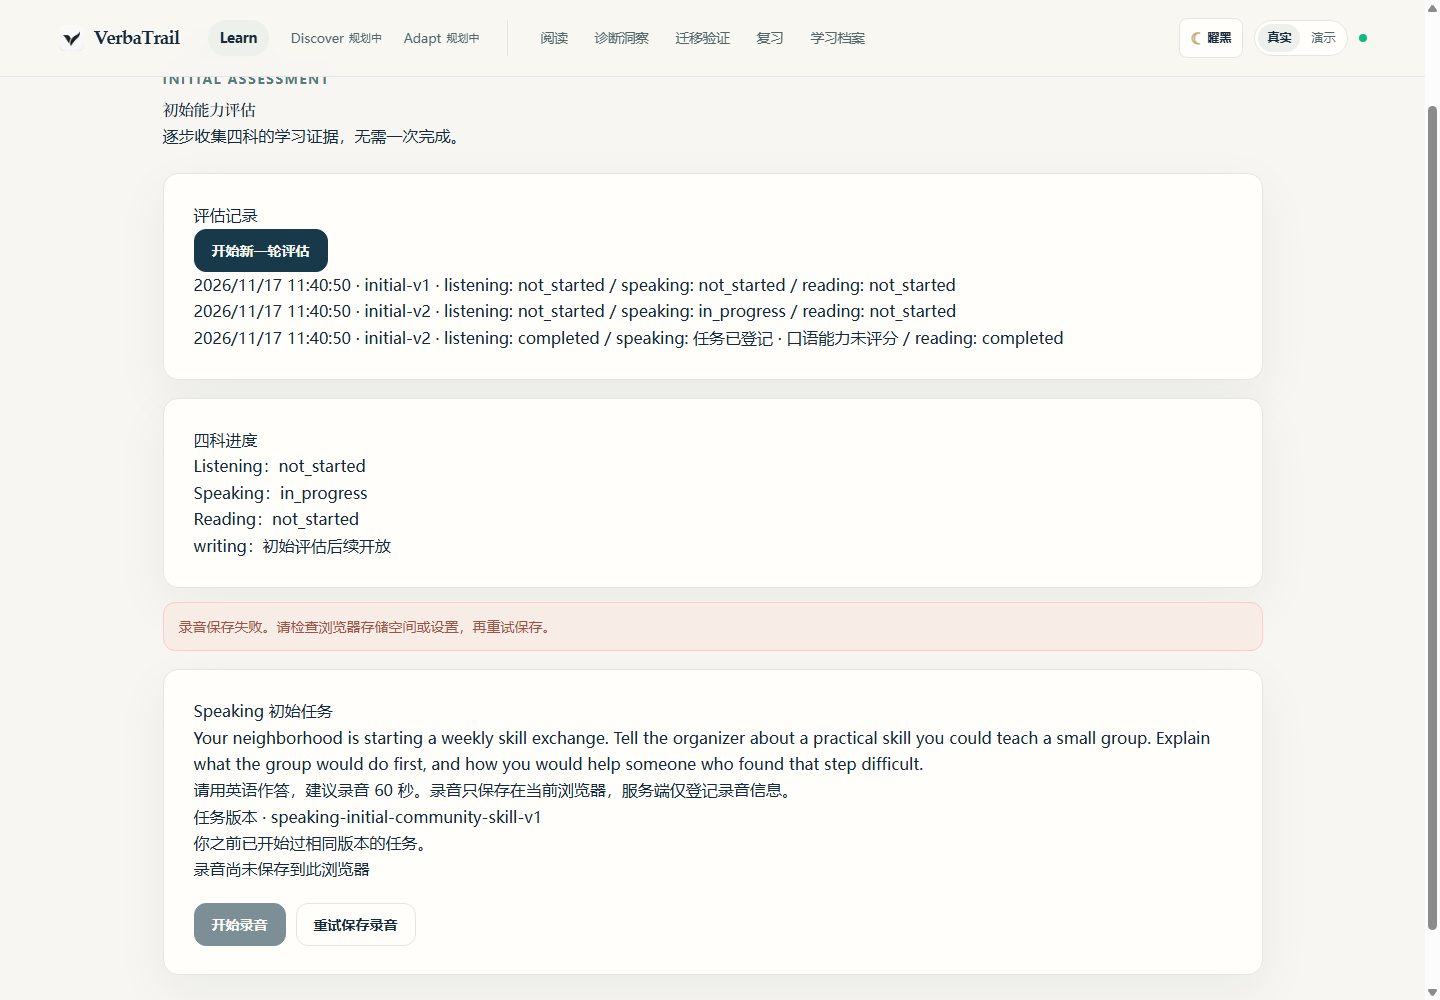 VerbaTrail
Learn
Discover 规划中
Adapt 规划中
阅读
诊断洞察
迁移验证
复习
学习档案
曜黑
真实
演示
INITIAL ASSESSMENT
初始能力评估
逐步收集四科的学习证据，无需一次完成。
评估记录
开始新一轮评估
2026/11/17 11:40:50 · initial-v1 · listening: not_started / speaking: not_started / reading: not_started
2026/11/17 11:40:50 · initial-v2 · listening: not_started / speaking: in_progress / reading: not_started
2026/11/17 11:40:50 · initial-v2 · listening: completed / speaking: 任务已登记 · 口语能力未评分 / reading: completed
四科进度
Listening：not_started
Speaking：in_progress
Reading：not_started
writing：初始评估后续开放
录音保存失败。请检查浏览器存储空间或设置，再重试保存。
Speaking 初始任务
Your neighborhood is starting a weekly skill exchange. Tell the organizer about a practical skill you could teach a small group. Explain
what the group would do first, and how you would help someone who found that step difficult.
请用英语作答，建议录音 60 秒。录音只保存在当前浏览器，服务端仅登记录音信息。
任务版本 · speaking-initial-community-skill-v1
你之前已开始过相同版本的任务。
录音尚未保存到此浏览器
开始录音
重试保存录音